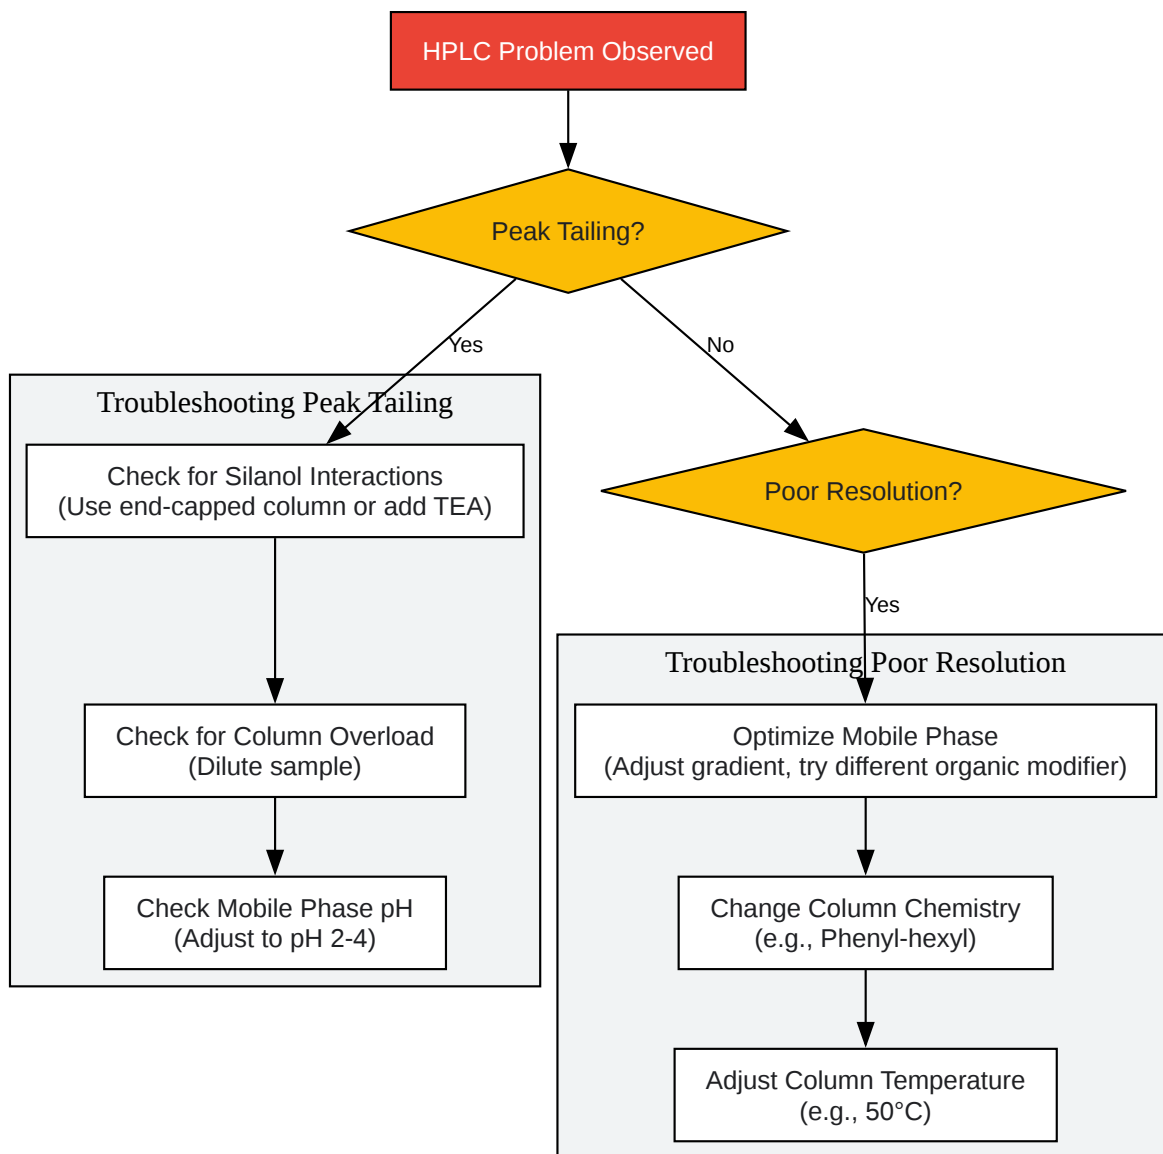 HPLC Problem Observed
Peak Tailing?
Yes
No
Troubleshooting Peak Tailing
Check for Silanol Interactions
(Use end-capped column or add TEA)
Check for Column Overload
(Dilute sample)
Check Mobile Phase pH
(Adjust to pH 2-4)
Poor Resolution?
Yes
Troubleshooting Poor Resolution
Optimize Mobile Phase
(Adjust gradient, try different organic modifier)
Change Column Chemistry
(e.g., Phenyl-hexyl)
Adjust Column Temperature
(e.g., 50°C)